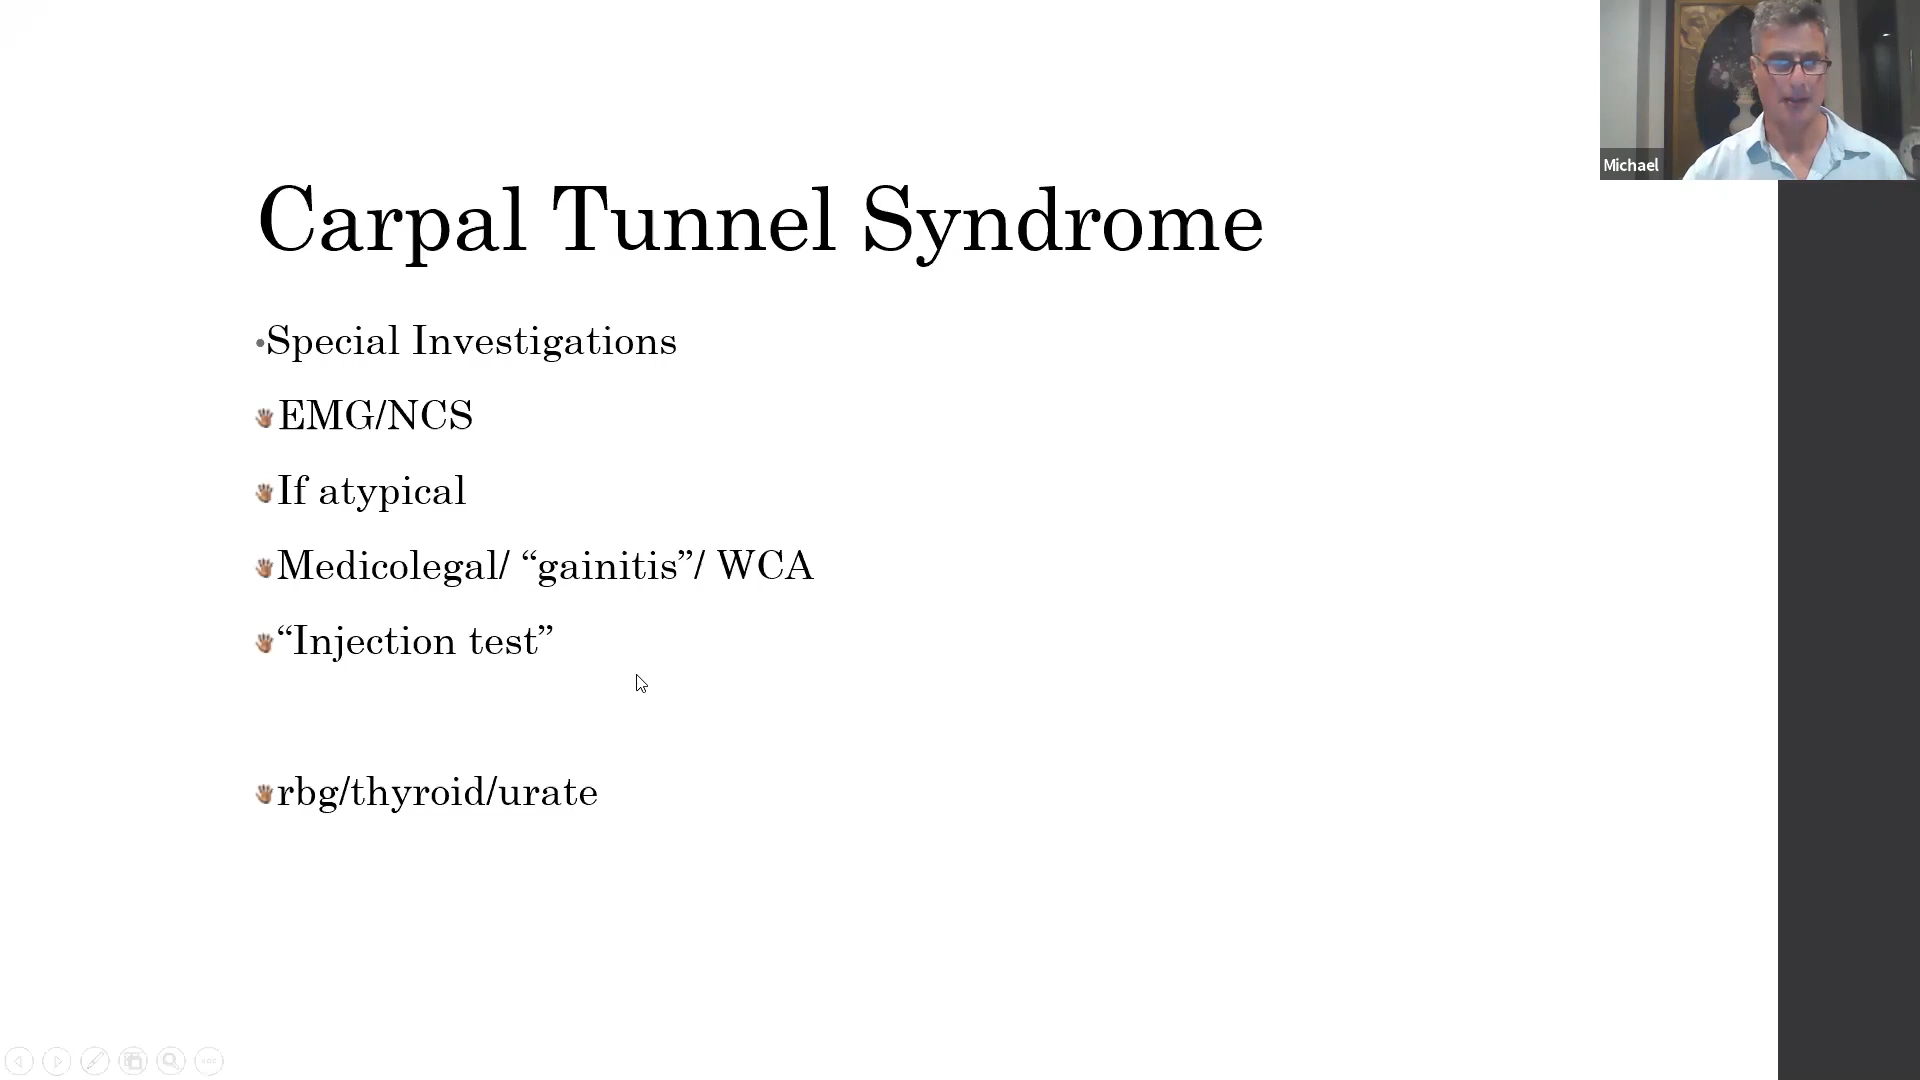 Michael
Carpal Tunnel Syndrome
•Special Investigations
EMG/NCS
If atypical
Medicolegal/ “gainitis”/ WCA
“Injection test”
rbg/thyroid/urate